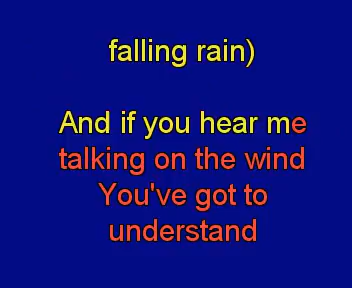 falling rain)
And if you hear me
talking on the wind
You've got to
understand